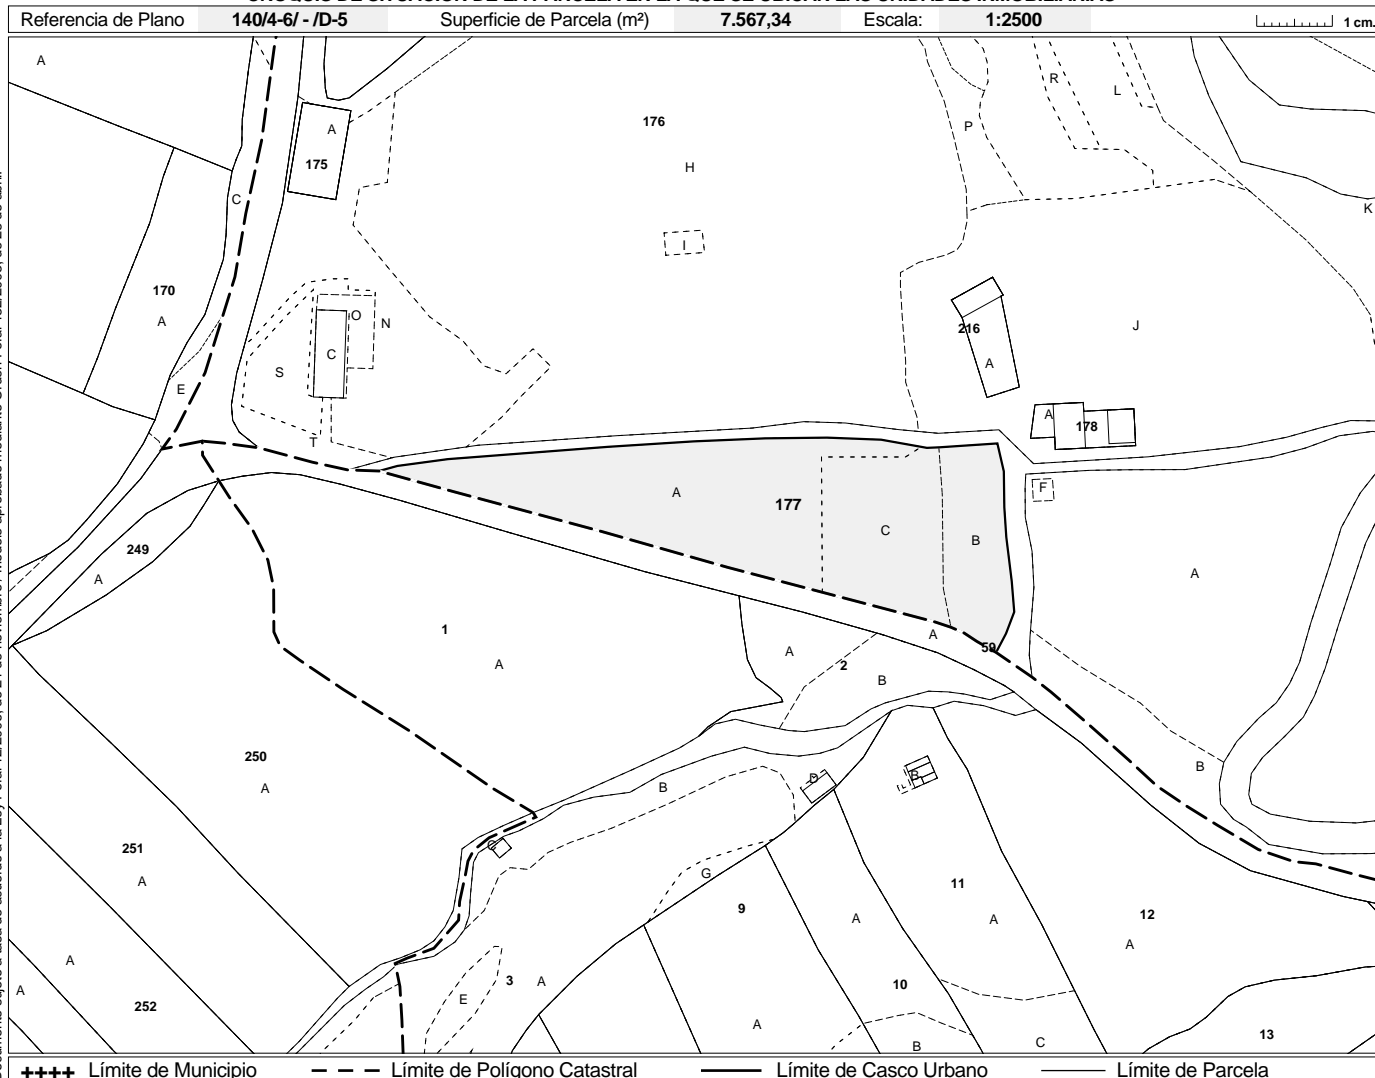 Referencia de Plano 140/4-6/ - /D-5 Superficie de Parcela (m²) 7.567,34 Escala: 1:2500 1 cm.
A
R
L
176
P
A
175
H
C
K
I
170
A
O
N
J
216
C
A
S
E
A
178
T
A
177
F
C
B
249
A
A
1
A
A
59
2
A
B
250
A
B
B
D
B
L
251
A
C
G
9
11
A
A
12
A
A
A
3
A
10
E
252
A
B
C
13
++++ Límite de Municipio Límite de Polígono Catastral Límite de Casco Urbano Límite de Parcela